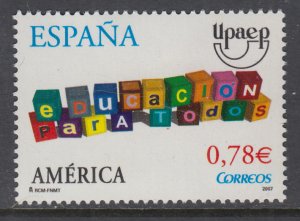 ESPAÑA
Upaep
eDUCACION
PaRA TODOS
0,78€
AMÉRICA
CORREOS
RCM-FNMT
2007